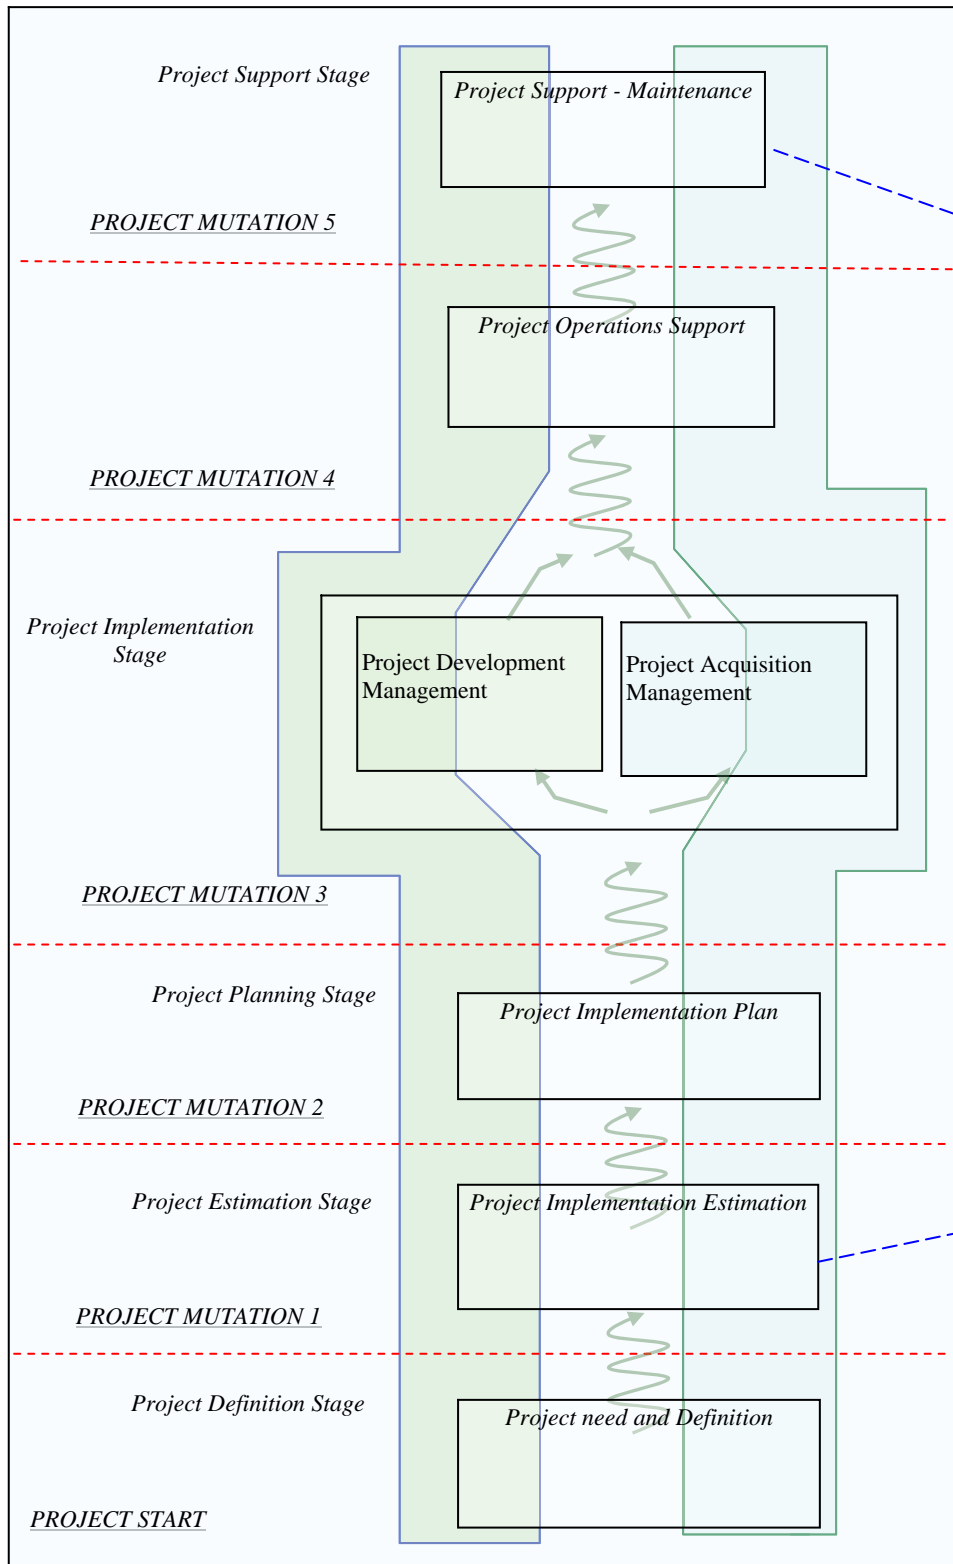 Project Support Stage
Project Support - Maintenance
PROJECT MUTATION 5
Project Operations Support
PROJECT MUTATION 4
Project Implementation
Stage
Project Development
Management
Project Acquisition
Management
PROJECT MUTATION 3
Project Planning Stage
Project Implementation Plan
PROJECT MUTATION 2
Project Estimation Stage
Project Implementation Estimation
PROJECT MUTATION 1
Project Definition Stage
Project need and Definition
PROJECT START